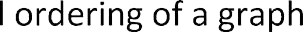 l ordering of a graph